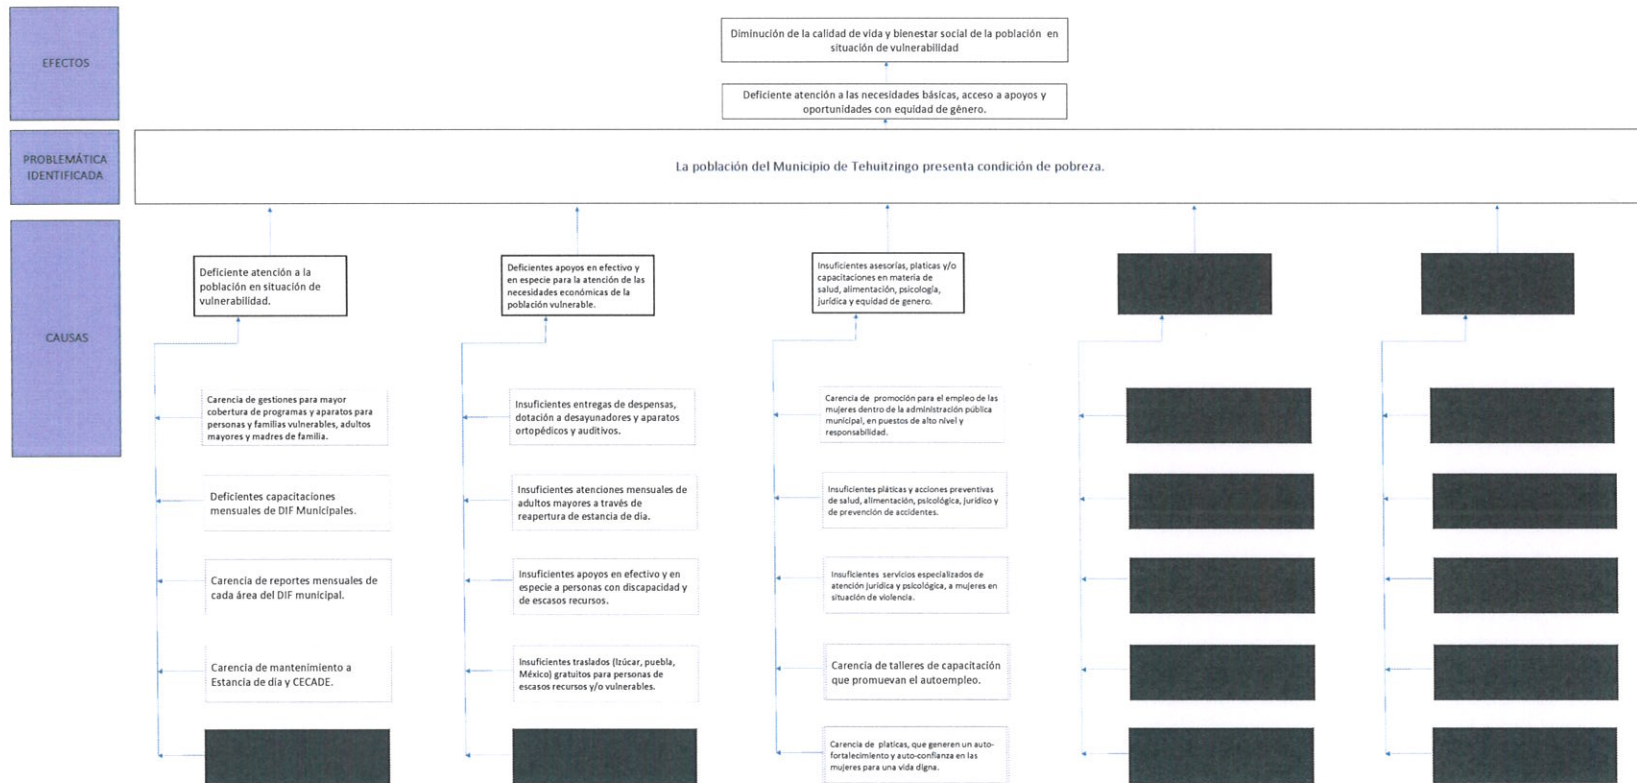 EFECTOS
Diminución de la calidad de vida y bienestar social de la población en
situación de vulnerabilidad
Deficiente atención a las necesidades básicas, acceso a apoyos y
oportunidades con equidad de género.
PROBLEMÁTICA
IDENTIFICADA
La población del Municipio de Tehuitzingo presenta condición de pobreza.
CAUSAS
Deficiente atención a la
población en situación de
vulnerabilidad.
Carencia de gestiones para mayor
cobertura de programas y aparatos para
personas y familias vulnerables, adultos
mayores y madres de familia.
Deficientes capacitaciones
mensuales de DIF Municipales.
Carencia de reportes mensuales de
cada área del DIF municipal.
Carencia de mantenimiento a
Estancia de dia y CECADE.
Deficientes apoyos en efectivo y
en especie para la atención de las
necesidades económicas de la
población vulnerable.
Insuficientes entregas de despensas,
dotación a desayunadores y aparatos
ortopédicos y auditivos.
Insuficientes atenciones mensuales de
adultos mayores a través de
reapertura de estancia de día.
Insuficientes apoyos en efectivo y en
especie a personas con discapacidad y
de escasos recursos.
Insuficientes traslados (Izúcar, puebla,
México) gratuitos para personas de
escasos recursos y/o vulnerables.
Insuficientes asesorías, platicas y/o
capacitaciones en materia de
salud, alimentación, psicología,
jurídica y equidad de genero.
Carencia de promoción para el empleo de las
mujeres dentro de la administración pública
municipal, en puestos de alto nivel y
responsabilidad.
Insuficientes pláticas y acciones preventivas
de salud, alimentación, psicológica, jurídico y
de prevención de accidentes.
Insuficientes servicios especializados de
atención jurídica y psicológica, a mujeres en
situación de violencia.
Carencia de talleres de capacitación
que promuevan el autoempleo.
Carencia de platicas, que generen un auto-
fortalecimiento y auto-confianza en las
mujeres para una vida digna.